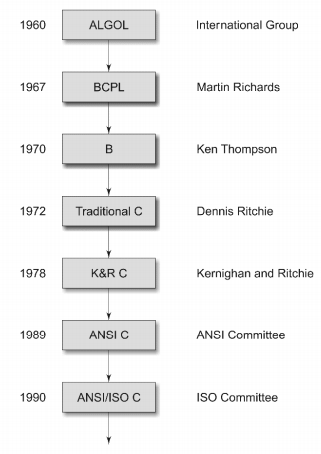 1960 ALGOL International Group
1967 BCPL Martin Richards
1970 B Ken Thompson
1972 Traditional C Dennis Ritchie
1978 K&R C Kernighan and Ritchie
1989 ANSI C ANSI Committee
1990 ANSI/ISO C ISO Committee